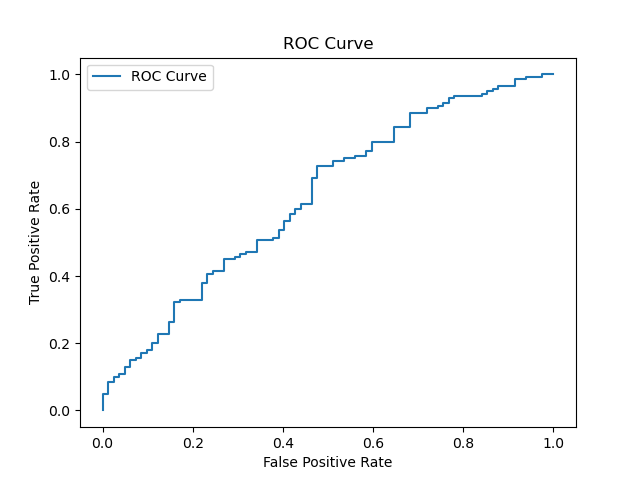 ROC Curve
ROC Curve
1.0
0.8
0.6
0.4
0.2
0.0
True Positive Rate
0.0 0.2 0.4 0.6 0.8 1.0
False Positive Rate